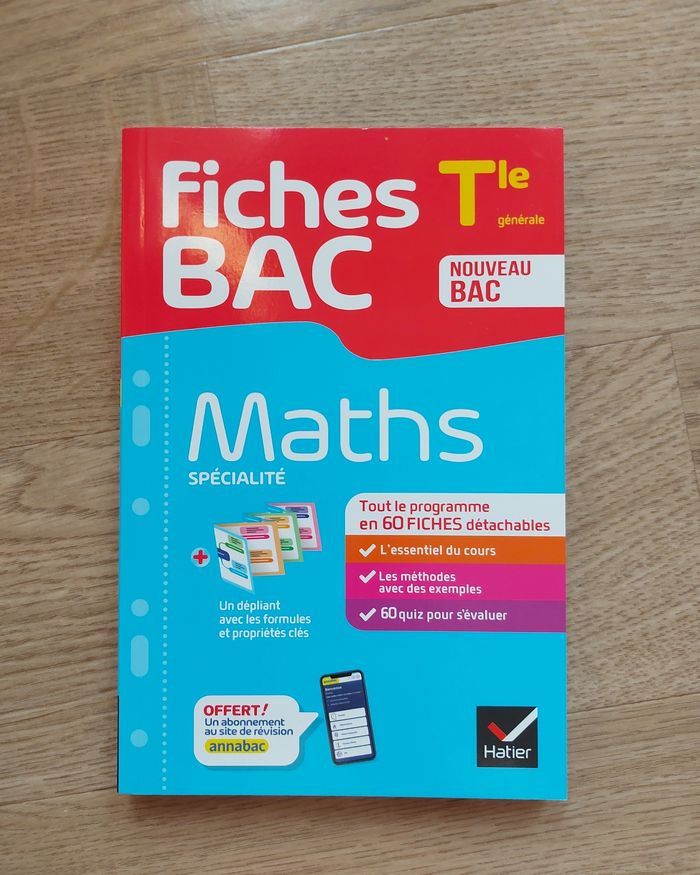 fiches
BAC
Tle
générale
NOUVEAU
BAC
Maths
SPÉCIALITÉ
Tout le programme
en 60 FICHES détachables
L'essentiel du cours
Les méthodes
avec des exemples
60 quiz pour s'évaluer
+
Un dépliant
avec les formules
et propriétés clés
OFFERT!
Un abonnement
au site de révision
annabac
Bienvenue
Hatier